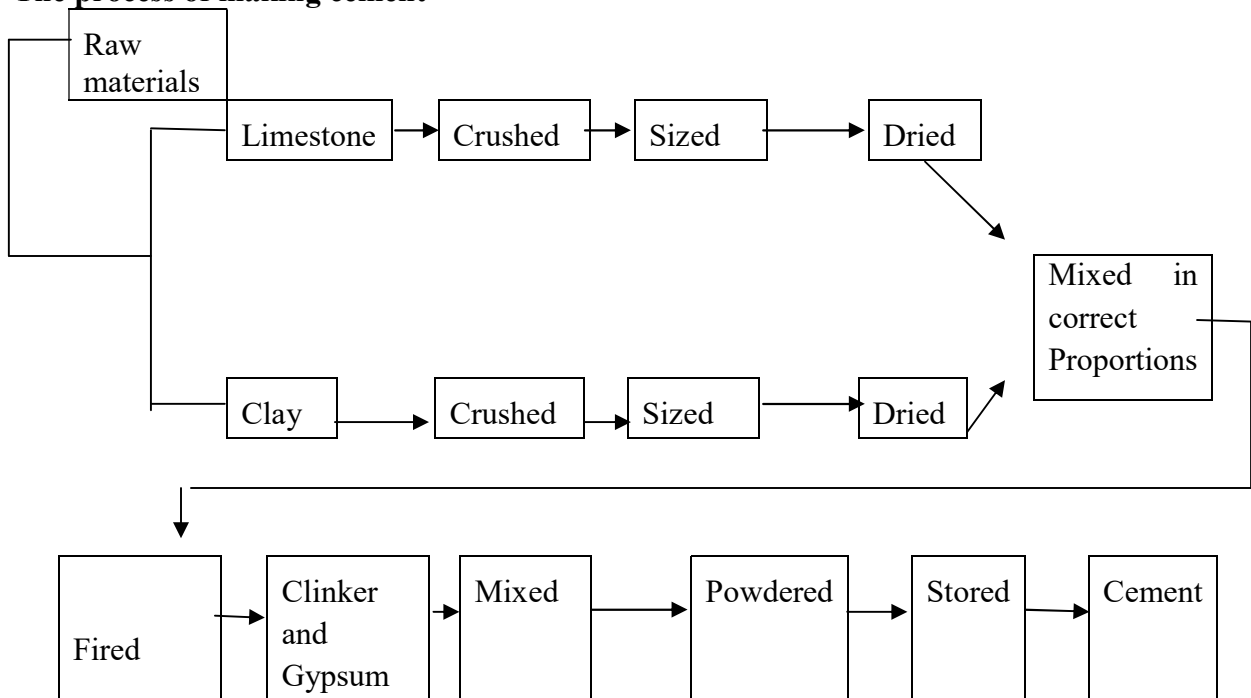 The process of making cement
Raw
materials
Limestone
Crushed
Sized
Dried
Mixed in
correct
Proportions
Clay
Crushed
Sized
Dried
Fired
Clinker
and
Gypsum
Mixed
Powdered
Stored
Cement